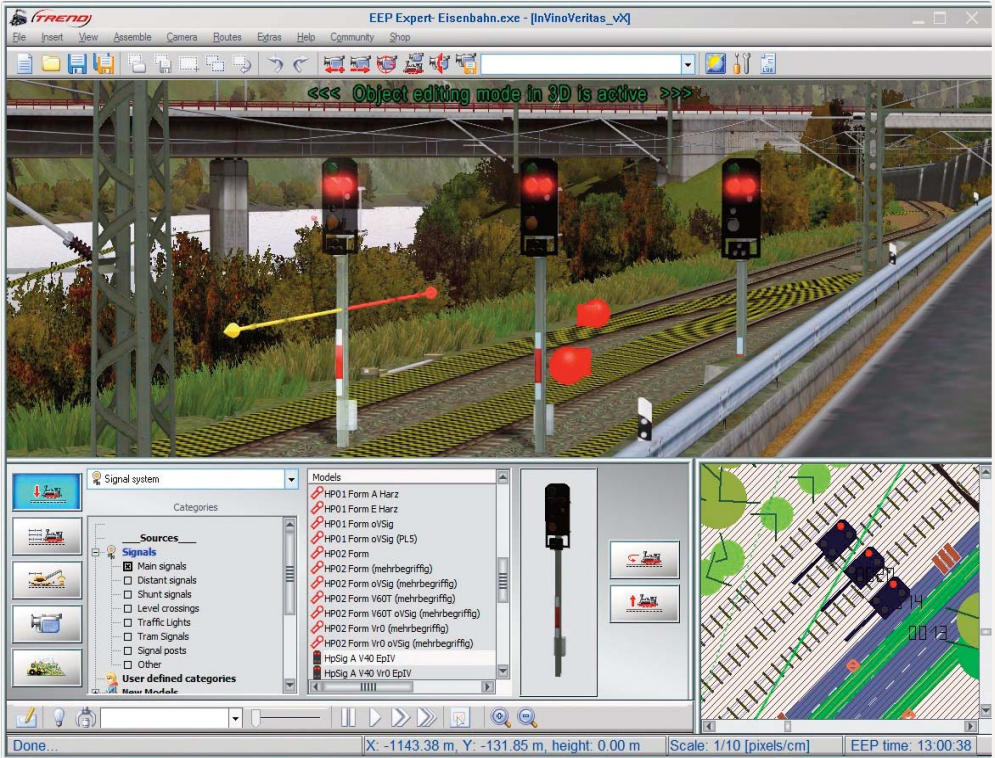 TREND
EEP Expert- Eisenbahn.exe - [InVinoVeritas_vX]
File Insert View Assemble Camera Routes Extras Help Community Shop
<<< Object editing mode in 3D is active >>>
Signal system
Categories
___Sources___
Signals
Main signals
Distant signals
Shunt signals
Level crossings
Traffic Lights
Tram Signals
Signal posts
Other
User defined categories
New Models
Models
HP01 Form A Harz
HP01 Form E Harz
HP01 Form oVSig
HP01 Form oVSig (PL5)
HP02 Form
HP02 Form (mehrbegriffig)
HP02 Form oVSig (mehrbegriffig)
HP02 Form V60T (mehrbegriffig)
HP02 Form V60T oVSig (mehrbegriffig)
HP02 Form Vr0 (mehrbegriffig)
HP02 Form Vr0 oVSig (mehrbegriffig)
HpSig A V40 EpIV
HpSig A V40 Vr0 EpIV
14
0013
Done...
X: -1143.38 m, Y: -131.85 m, height: 0.00 m
Scale: 1/10 [pixels/cm]
EEP time: 13:00:38